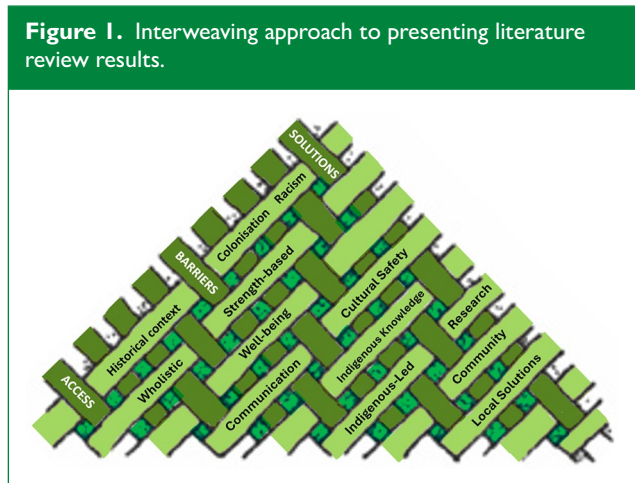 Figure 1. Interweaving approach to presenting literature
review results.
SOLUTIONS
Colonisation Racism
BARRIERS
Strength-based
Cultural Safety
Historical context
Well-being
Indigenous Knowledge
Research
ACCESS
Wholistic
Communication
Indigenous-Led
Community
Local Solutions